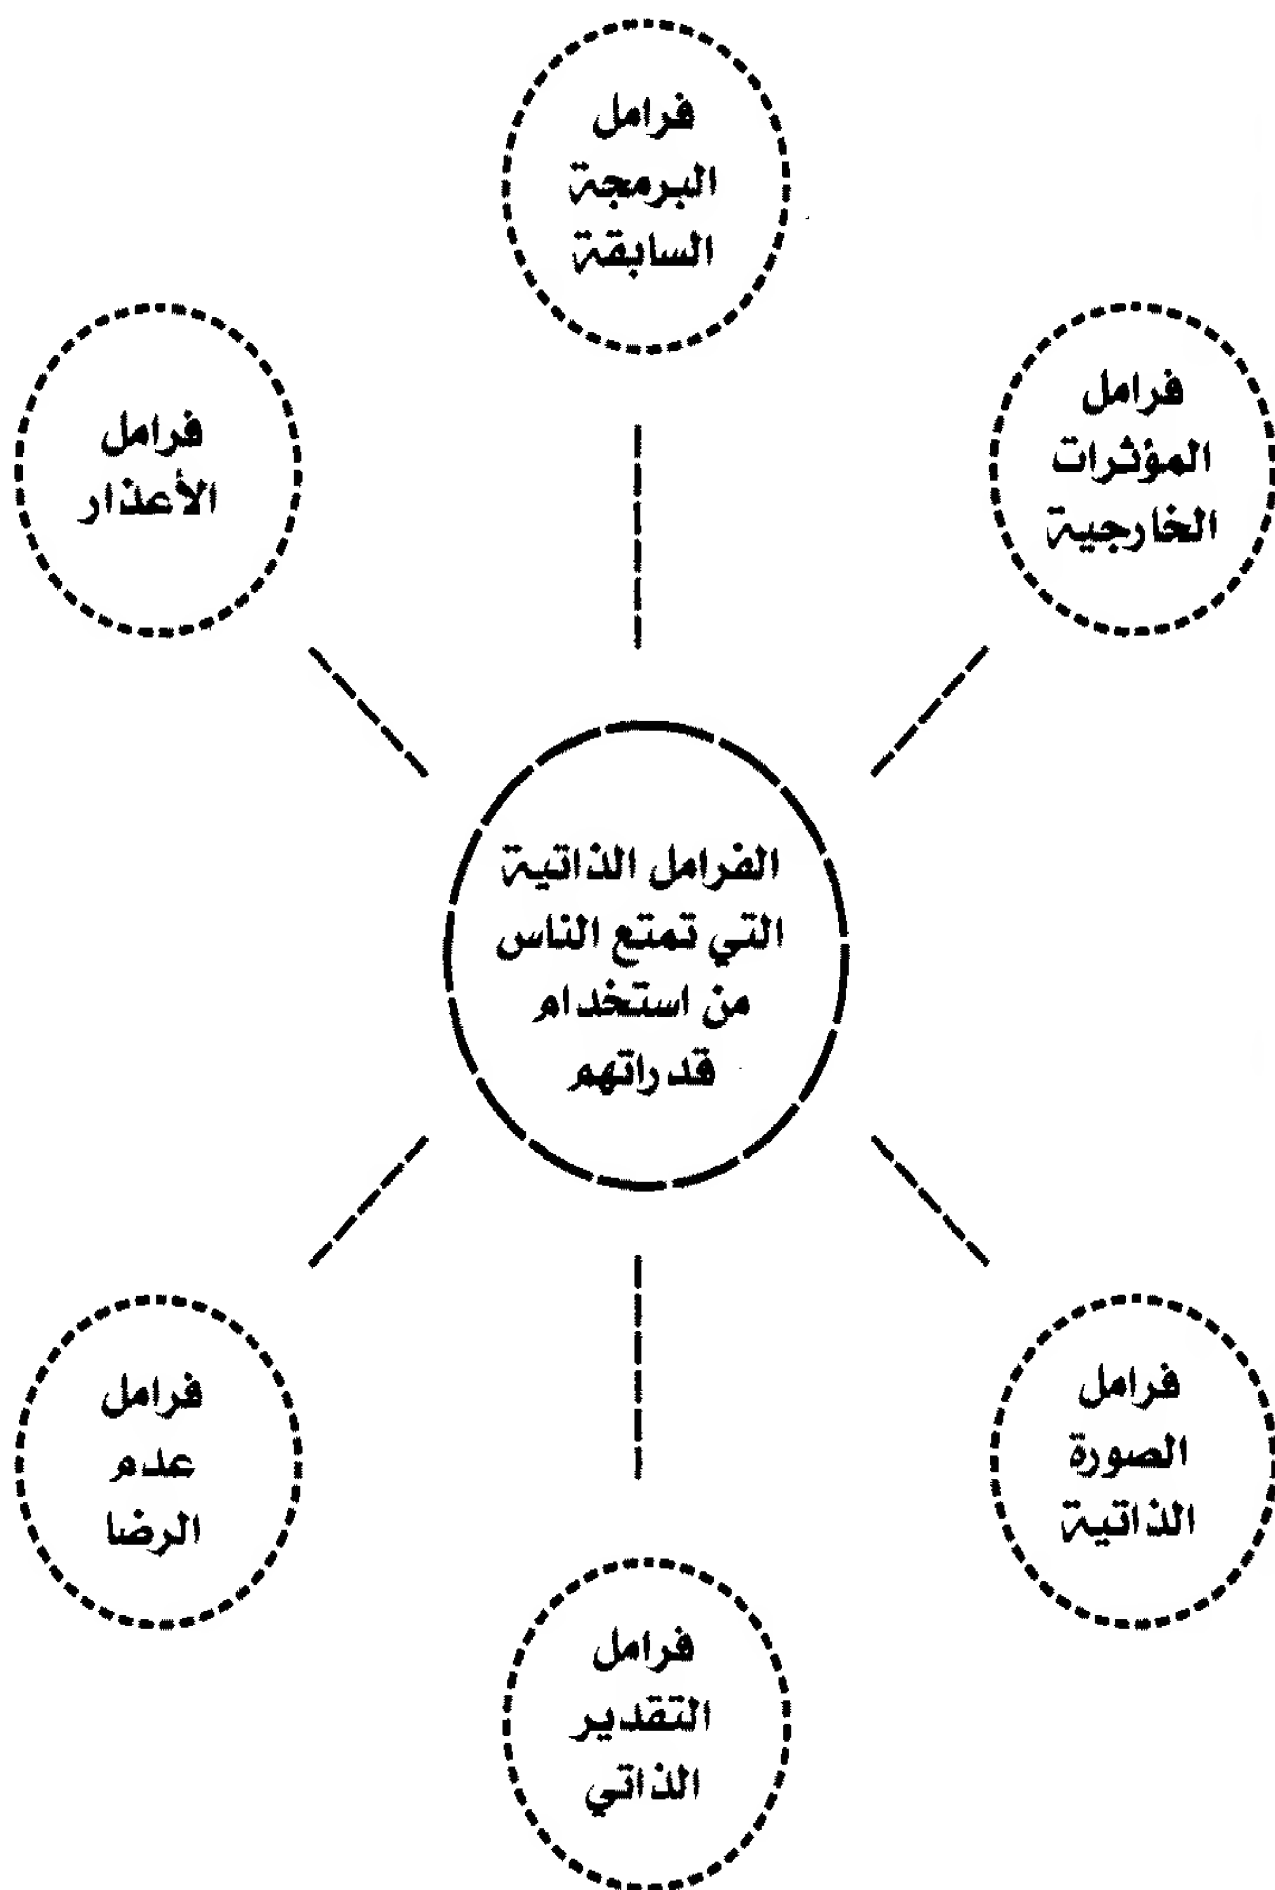 فرامل
البرمجة
السابقة
فرامل
المؤثرات
الخارجية
فرامل
الأعذار
الفرامل الذاتية
التي تمتع الناس
من استخدام
قدراتهم
فرامل
الصورة
الذاتية
فرامل
عدم
الرضا
فرامل
التقدير
الذاتي